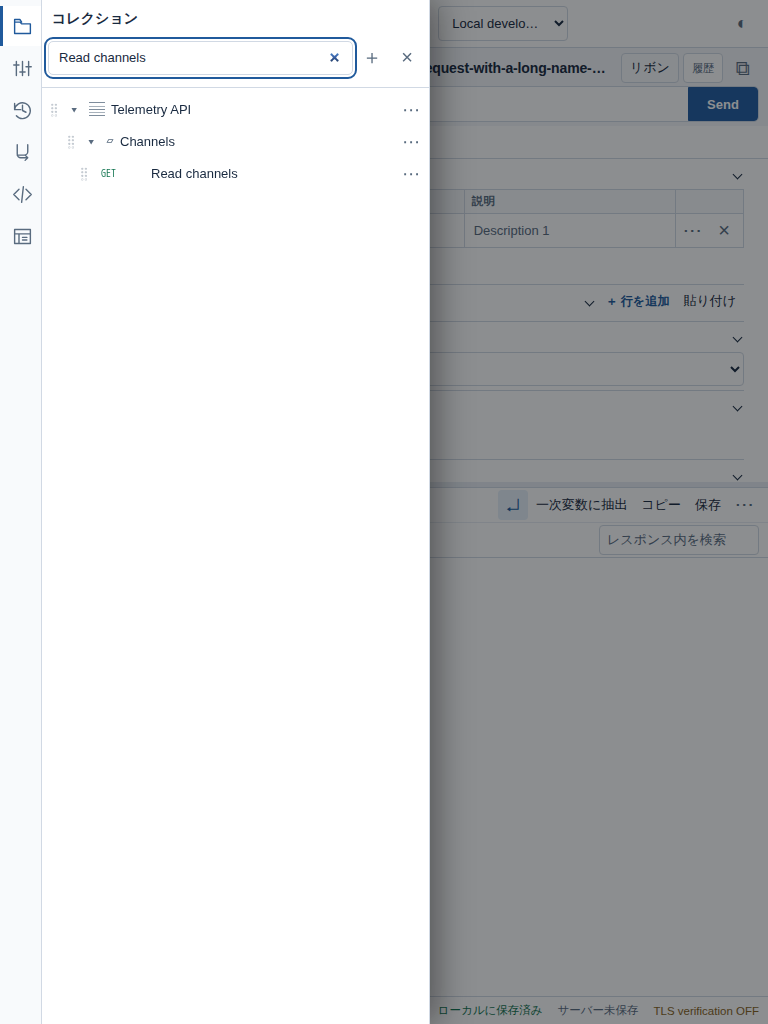 コレクション
Read channels
Telemetry API
Channels
GET Read channels
Local develo…
equest-with-a-long-name-…
リボン
履歴
Send
説明
Description 1
+ 行を追加 貼り付け
一次変数に抽出 コピー 保存
レスポンス内を検索
ローカルに保存済み サーバー未保存 TLS verification OFF